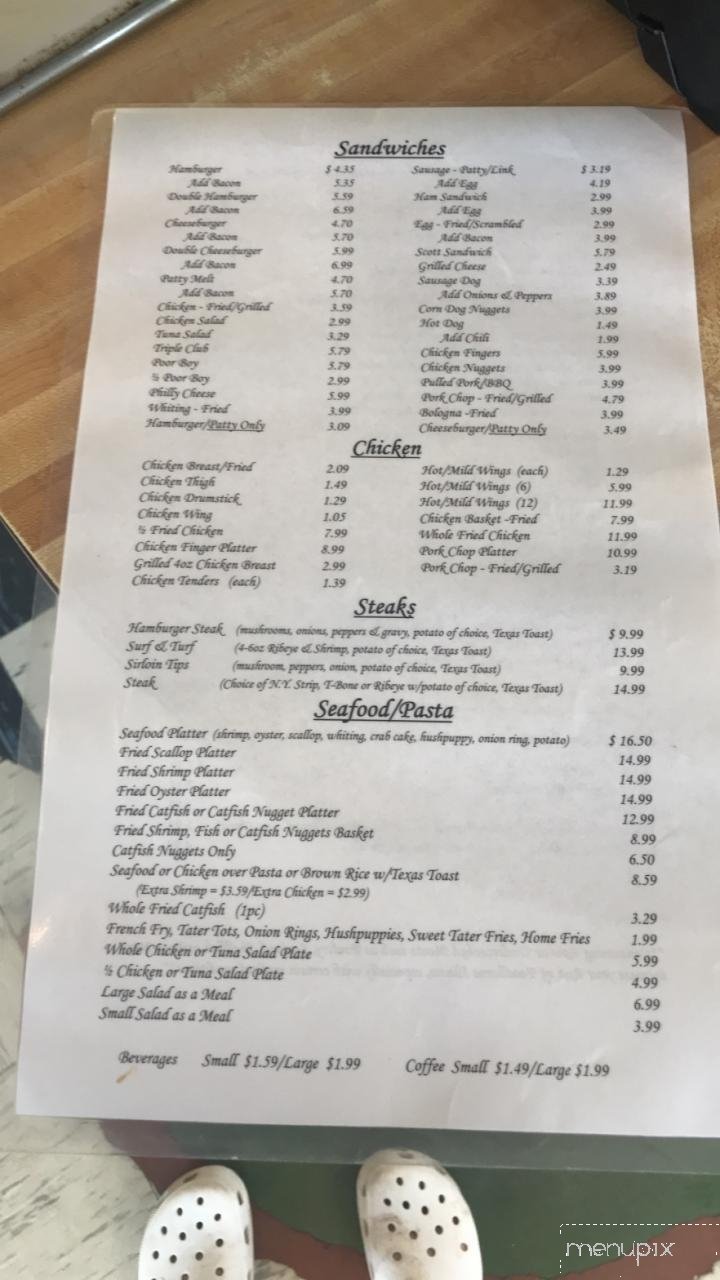 Sandwiches
Hamburger $ 4.35
Add Bacon 5.35
Double Hamburger 5.59
Add Bacon 6.59
Cheeseburger 4.70
Add Bacon 5.70
Double Cheeseburger 5.99
Add Bacon 6.99
Patty Melt 4.70
Add Bacon 5.70
Chicken - Fried/Grilled 3.59
Chicken Salad 2.99
Tuna Salad 3.29
Triple Club 5.79
Poor Boy 5.79
½ Poor Boy 2.99
Philly Cheese 5.99
Whiting - Fried 3.99
Hamburger/Patty Only 3.09
Sausage - Patty/Link $ 3.19
Add Egg 4.19
Ham Sandwich 2.99
Add Egg 3.99
Egg - Fried/Scrambled 2.99
Add Bacon 3.99
Scott Sandwich 5.79
Grilled Cheese 2.49
Sausage Dog 3.39
Add Onions & Peppers 3.89
Corn Dog Nuggets 3.99
Hot Dog 1.49
Add Chili 1.99
Chicken Fingers 5.99
Chicken Nuggets 3.99
Pulled Pork/BBQ 3.99
Pork Chop - Fried/Grilled 4.79
Bologna -Fried 3.99
Cheeseburger/Patty Only 3.49
Chicken
Chicken Breast/Fried 2.09
Chicken Thigh 1.49
Chicken Drumstick 1.29
Chicken Wing 1.05
½ Fried Chicken 7.99
Chicken Finger Platter 8.99
Grilled 4oz Chicken Breast 2.99
Chicken Tenders (each) 1.39
Hot/Mild Wings (each) 1.29
Hot/Mild Wings (6) 5.99
Hot/Mild Wings (12) 11.99
Chicken Basket -Fried 7.99
Whole Fried Chicken 11.99
Pork Chop Platter 10.99
Pork Chop - Fried/Grilled 3.19
Steaks
Hamburger Steak (mushrooms, onions, peppers & gravy, potato of choice, Texas Toast) $ 9.99
Surf & Turf (4-6oz Ribeye & Shrimp, potato of choice, Texas Toast) 13.99
Sirloin Tips (mushroom, peppers, onion, potato of choice, Texas Toast) 9.99
Steak (Choice of N.Y. Strip, T-Bone or Ribeye w/potato of choice, Texas Toast) 14.99
Seafood/Pasta
Seafood Platter (shrimp, oyster, scallop, whiting, crab cake, hushpuppy, onion ring, potato) $ 16.50
Fried Scallop Platter 14.99
Fried Shrimp Platter 14.99
Fried Oyster Platter 14.99
Fried Catfish or Catfish Nugget Platter 12.99
Fried Shrimp, Fish or Catfish Nuggets Basket 8.99
Catfish Nuggets Only 6.50
Seafood or Chicken over Pasta or Brown Rice w/Texas Toast 8.59
(Extra Shrimp = $3.59/Extra Chicken = $2.99)
Whole Fried Catfish (1pc) 3.29
French Fry, Tater Tots, Onion Rings, Hushpuppies, Sweet Tater Fries, Home Fries 1.99
Whole Chicken or Tuna Salad Plate 5.99
½ Chicken or Tuna Salad Plate 4.99
Large Salad as a Meal 6.99
Small Salad as a Meal 3.99
Beverages Small $1.59/Large $1.99 Coffee Small $1.49/Large $1.99
menupix